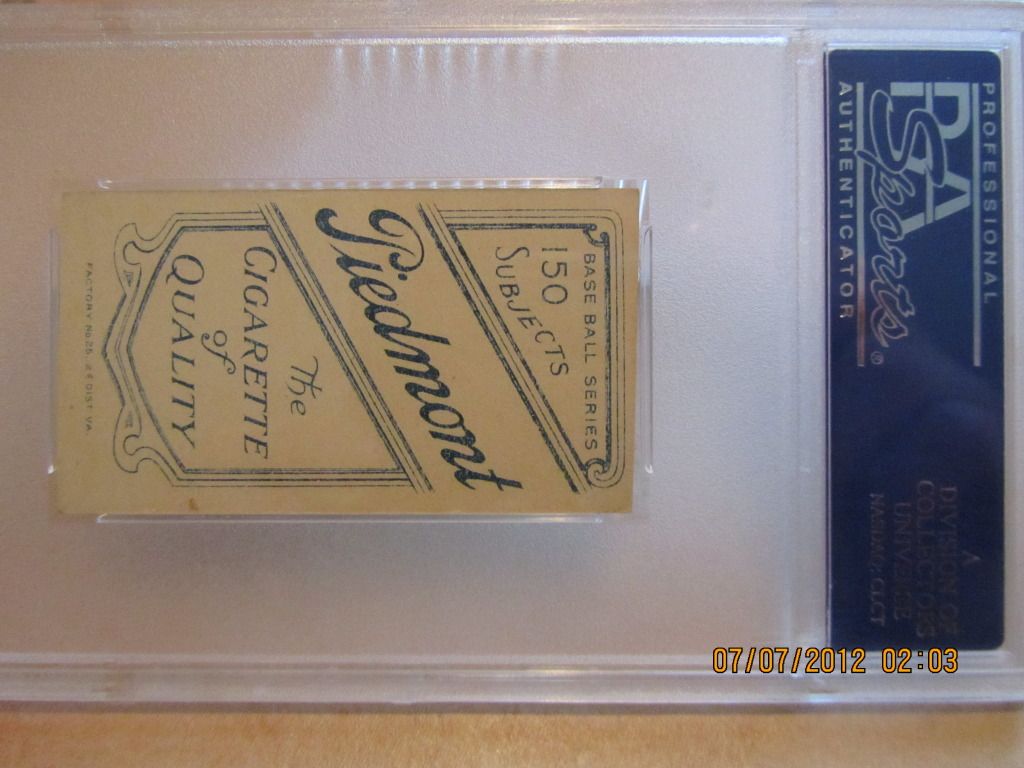 PROFESSIONAL
PSA
Sports®
AUTHENTICATOR
A
DIVISION OF
COLLECTORS
UNIVERSE
NASDAQ: CLCT
BASE BALL SERIES
150
SUBJECTS
Piedmont
The
CIGARETTE
of
QUALITY
FACTORY No 25, 2d DIST. VA.
07/07/2012 02:03